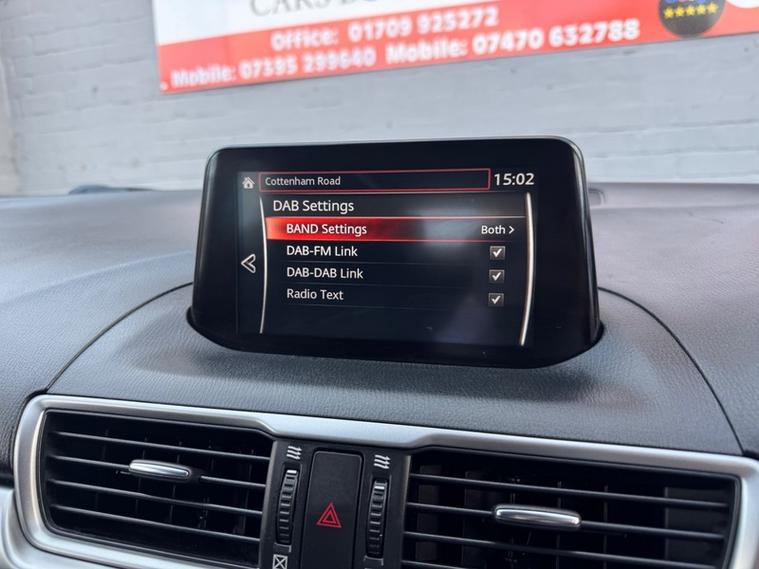 Office: 01709 925272
Mobile: 07395 299640 Mobile: 07470 632788
Cottenham Road 15:02
DAB Settings
BAND Settings Both >
DAB-FM Link
DAB-DAB Link
Radio Text